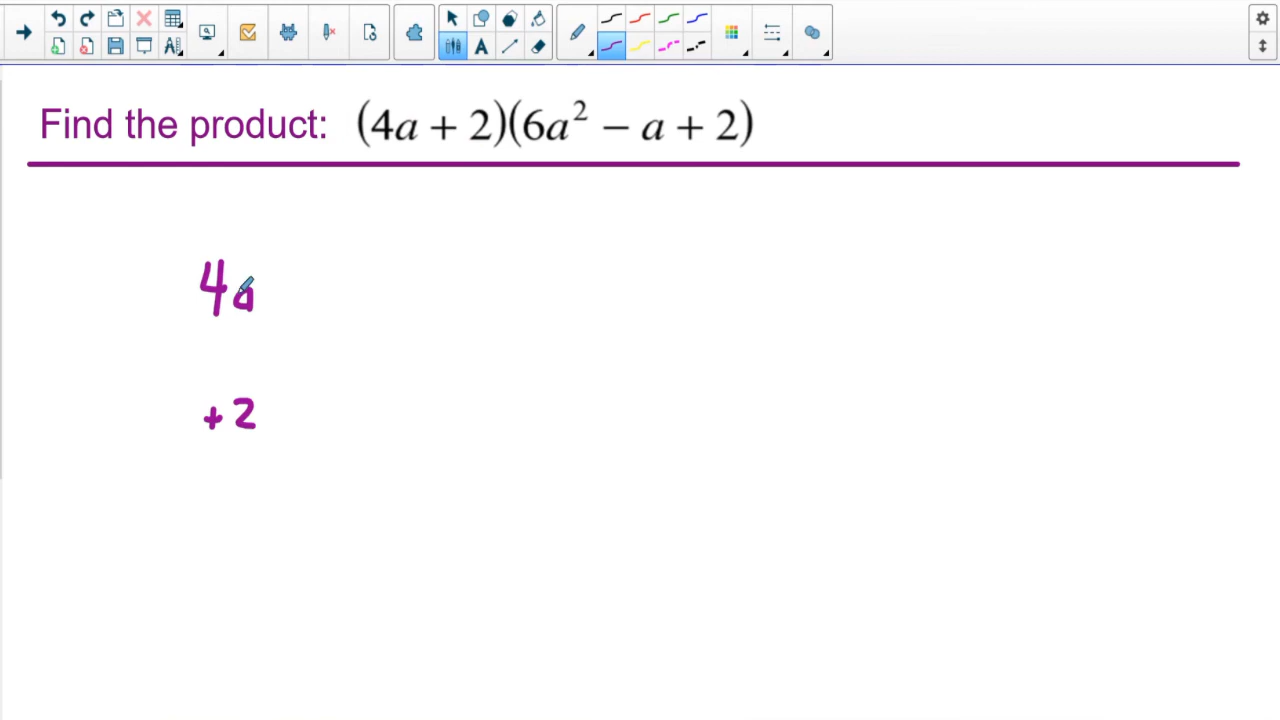 Find the product: (4a + 2)(6a² − a + 2)
4a
+2